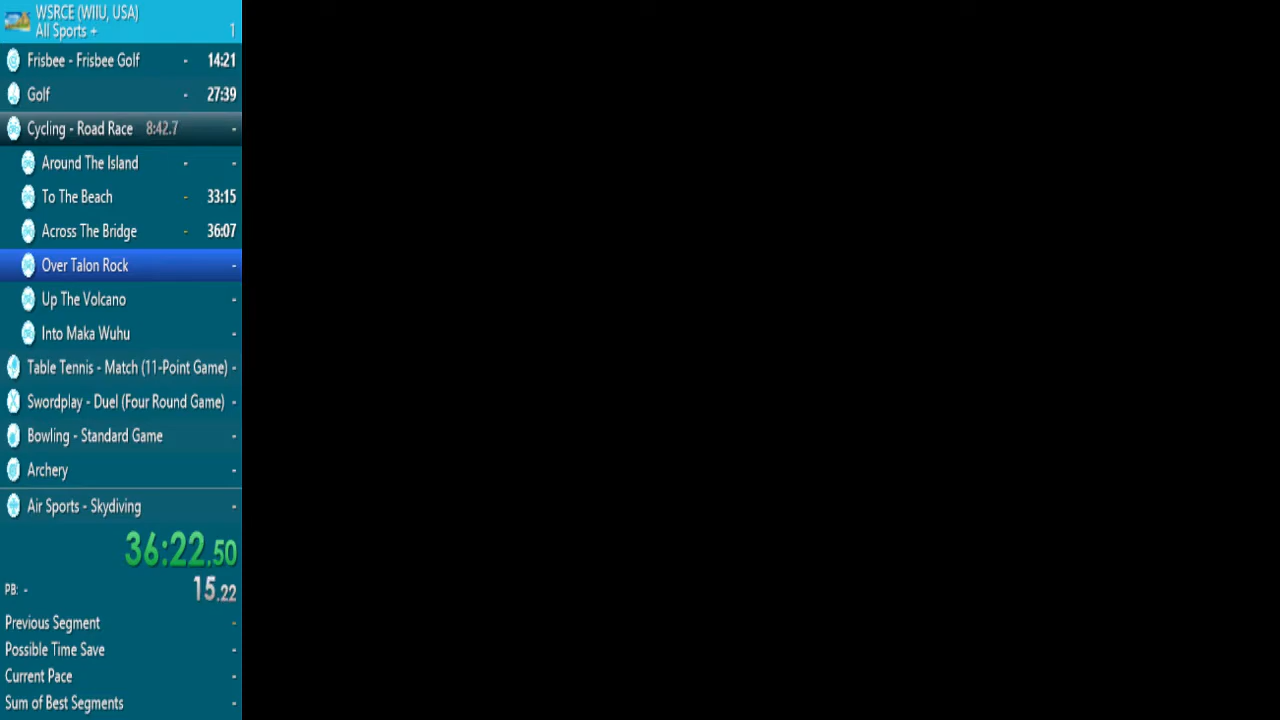 WSRCE (WIIU, USA)
All Sports + 1
Frisbee - Frisbee Golf - 14:21
Golf - 27:39
Cycling - Road Race 8:42.7 -
Around The Island - -
To The Beach - 33:15
Across The Bridge - 36:07
Over Talon Rock -
Up The Volcano -
Into Maka Wuhu -
Table Tennis - Match (11-Point Game) -
Swordplay - Duel (Four Round Game) -
Bowling - Standard Game -
Archery -
Air Sports - Skydiving -
36:22.50
PB: - 15.22
Previous Segment -
Possible Time Save -
Current Pace -
Sum of Best Segments -